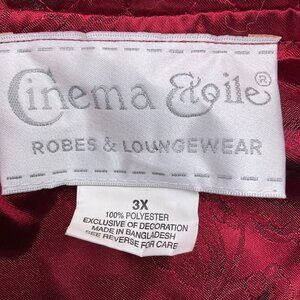 Cinema Etoile®
ROBES & LOUNGEWEAR
3X
100% POLYESTER
EXCLUSIVE OF DECORATION
MADE IN BANGLADESH
SEE REVERSE FOR CARE